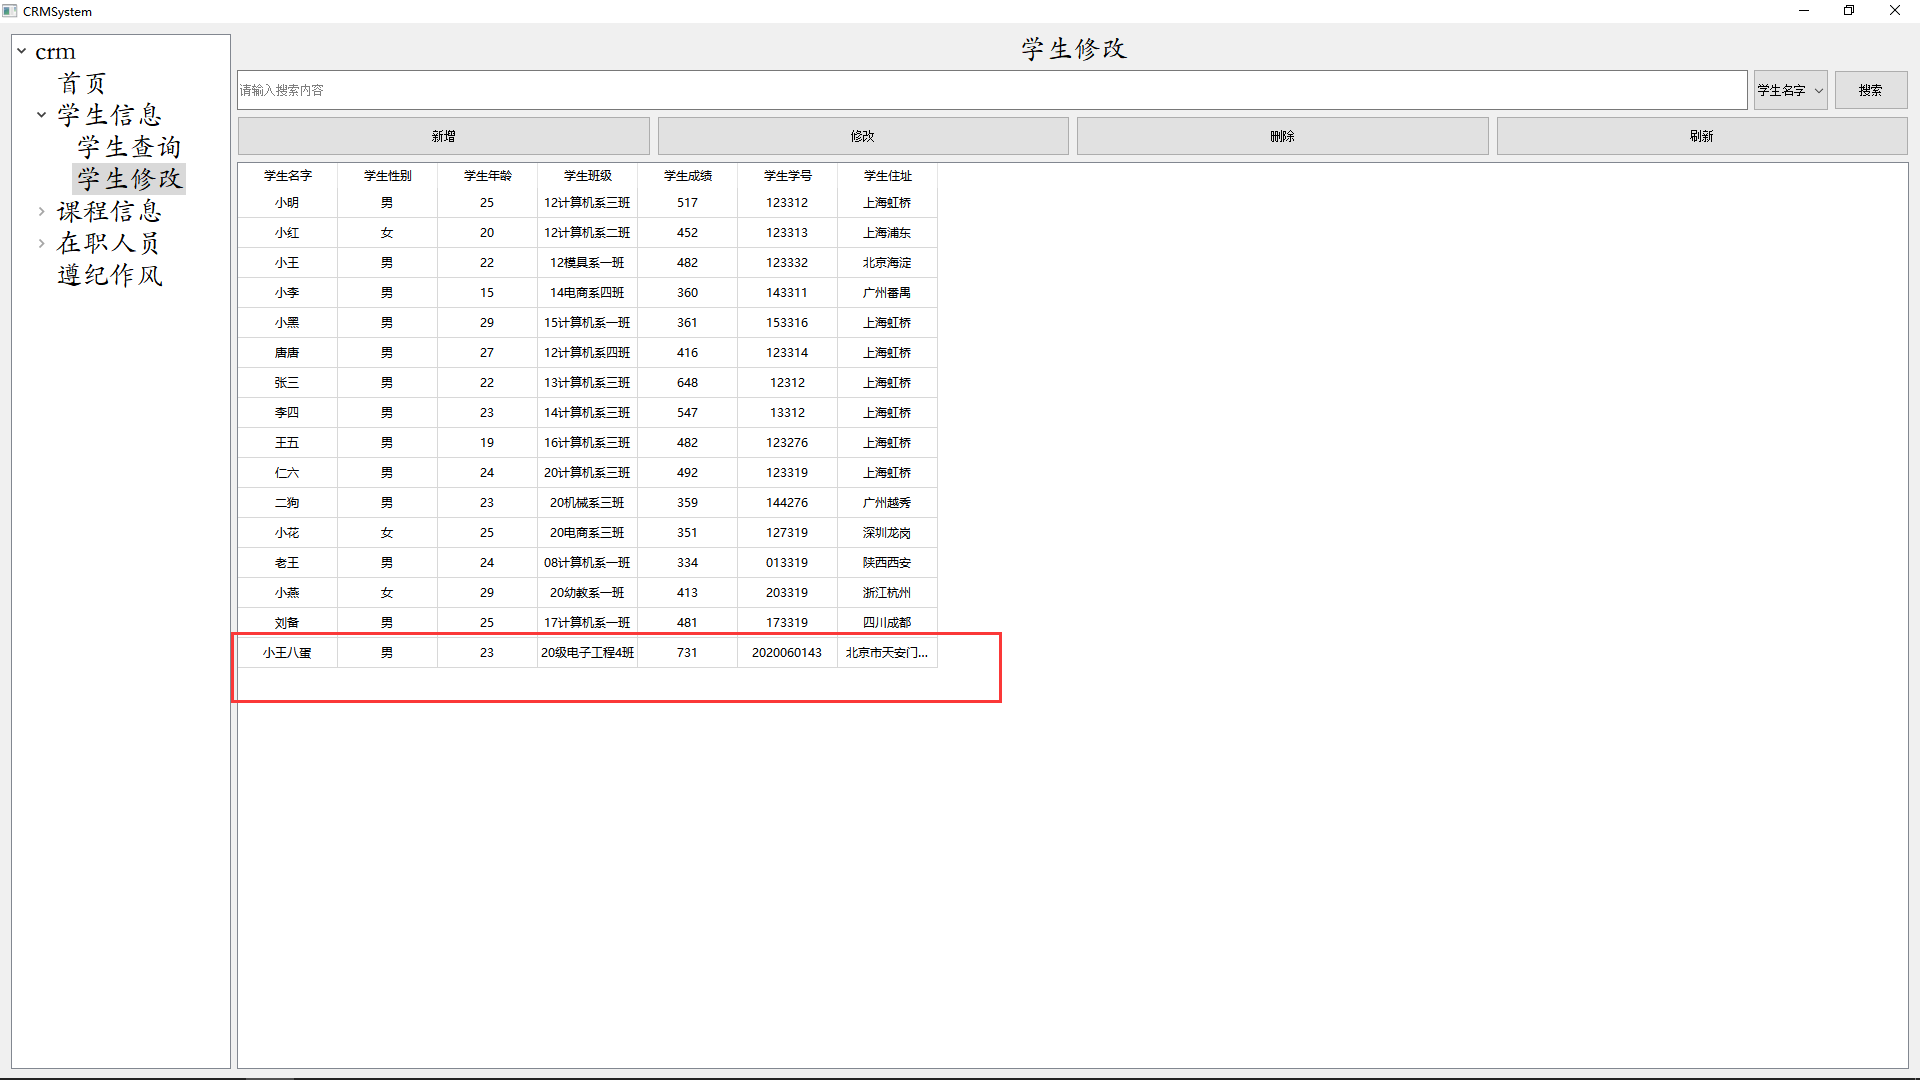 CRMSystem
crm
首页
学生信息
学生查询
学生修改
课程信息
在职人员
遵纪作风
学生修改
请输入搜索内容 学生名字 搜索
新增 修改 删除 刷新
学生名字 学生性别 学生年龄 学生班级 学生成绩 学生学号 学生住址
小明 男 25 12计算机系三班 517 123312 上海虹桥
小红 女 20 12计算机系二班 452 123313 上海浦东
小王 男 22 12模具系一班 482 123332 北京海淀
小李 男 15 14电商系四班 360 143311 广州番禺
小黑 男 29 15计算机系一班 361 153316 上海虹桥
唐唐 男 27 12计算机系四班 416 123314 上海虹桥
张三 男 22 13计算机系三班 648 12312 上海虹桥
李四 男 23 14计算机系三班 547 13312 上海虹桥
王五 男 19 16计算机系三班 482 123276 上海虹桥
仁六 男 24 20计算机系三班 492 123319 上海虹桥
二狗 男 23 20机械系三班 359 144276 广州越秀
小花 女 25 20电商系三班 351 127319 深圳龙岗
老王 男 24 08计算机系一班 334 013319 陕西西安
小燕 女 29 20幼教系一班 413 203319 浙江杭州
刘备 男 25 17计算机系一班 481 173319 四川成都
小王八蛋 男 23 20级电子工程4班 731 2020060143 北京市天安门...